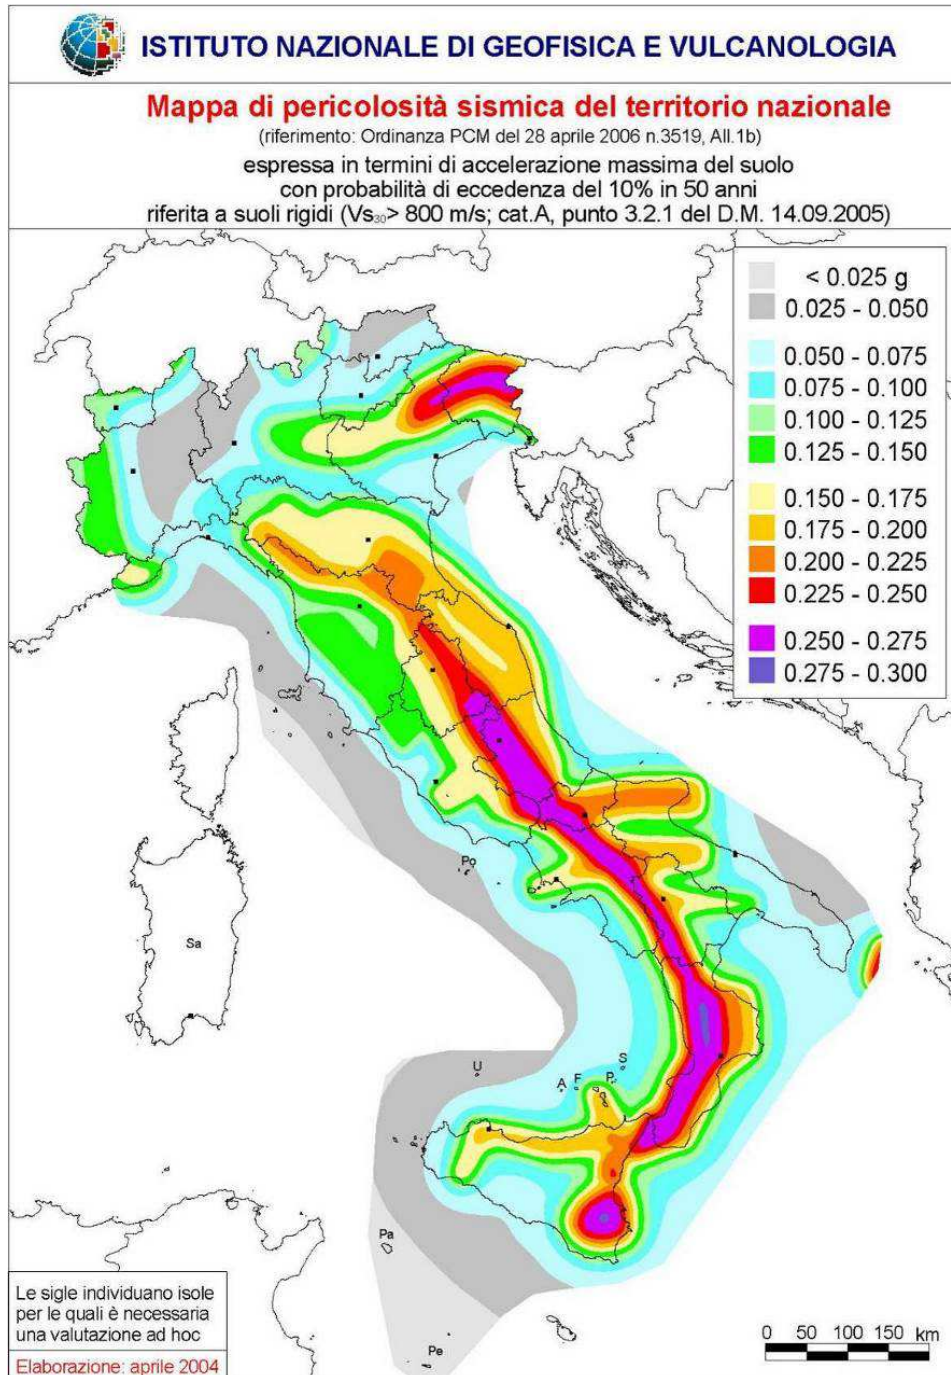 ISTITUTO NAZIONALE DI GEOFISICA E VULCANOLOGIA
Mappa di pericolosità sismica del territorio nazionale
(riferimento: Ordinanza PCM del 28 aprile 2006 n.3519, All.1b)
espressa in termini di accelerazione massima del suolo
con probabilità di eccedenza del 10% in 50 anni
riferita a suoli rigidi (Vs30> 800 m/s; cat.A, punto 3.2.1 del D.M. 14.09.2005)
< 0.025 g
0.025 - 0.050
0.050 - 0.075
0.075 - 0.100
0.100 - 0.125
0.125 - 0.150
0.150 - 0.175
0.175 - 0.200
0.200 - 0.225
0.225 - 0.250
0.250 - 0.275
0.275 - 0.300
Po
Sa
U
A
F
P
S
Pa
Pe
Le sigle individuano isole
per le quali è necessaria
una valutazione ad hoc
Elaborazione: aprile 2004
0 50 100 150 km